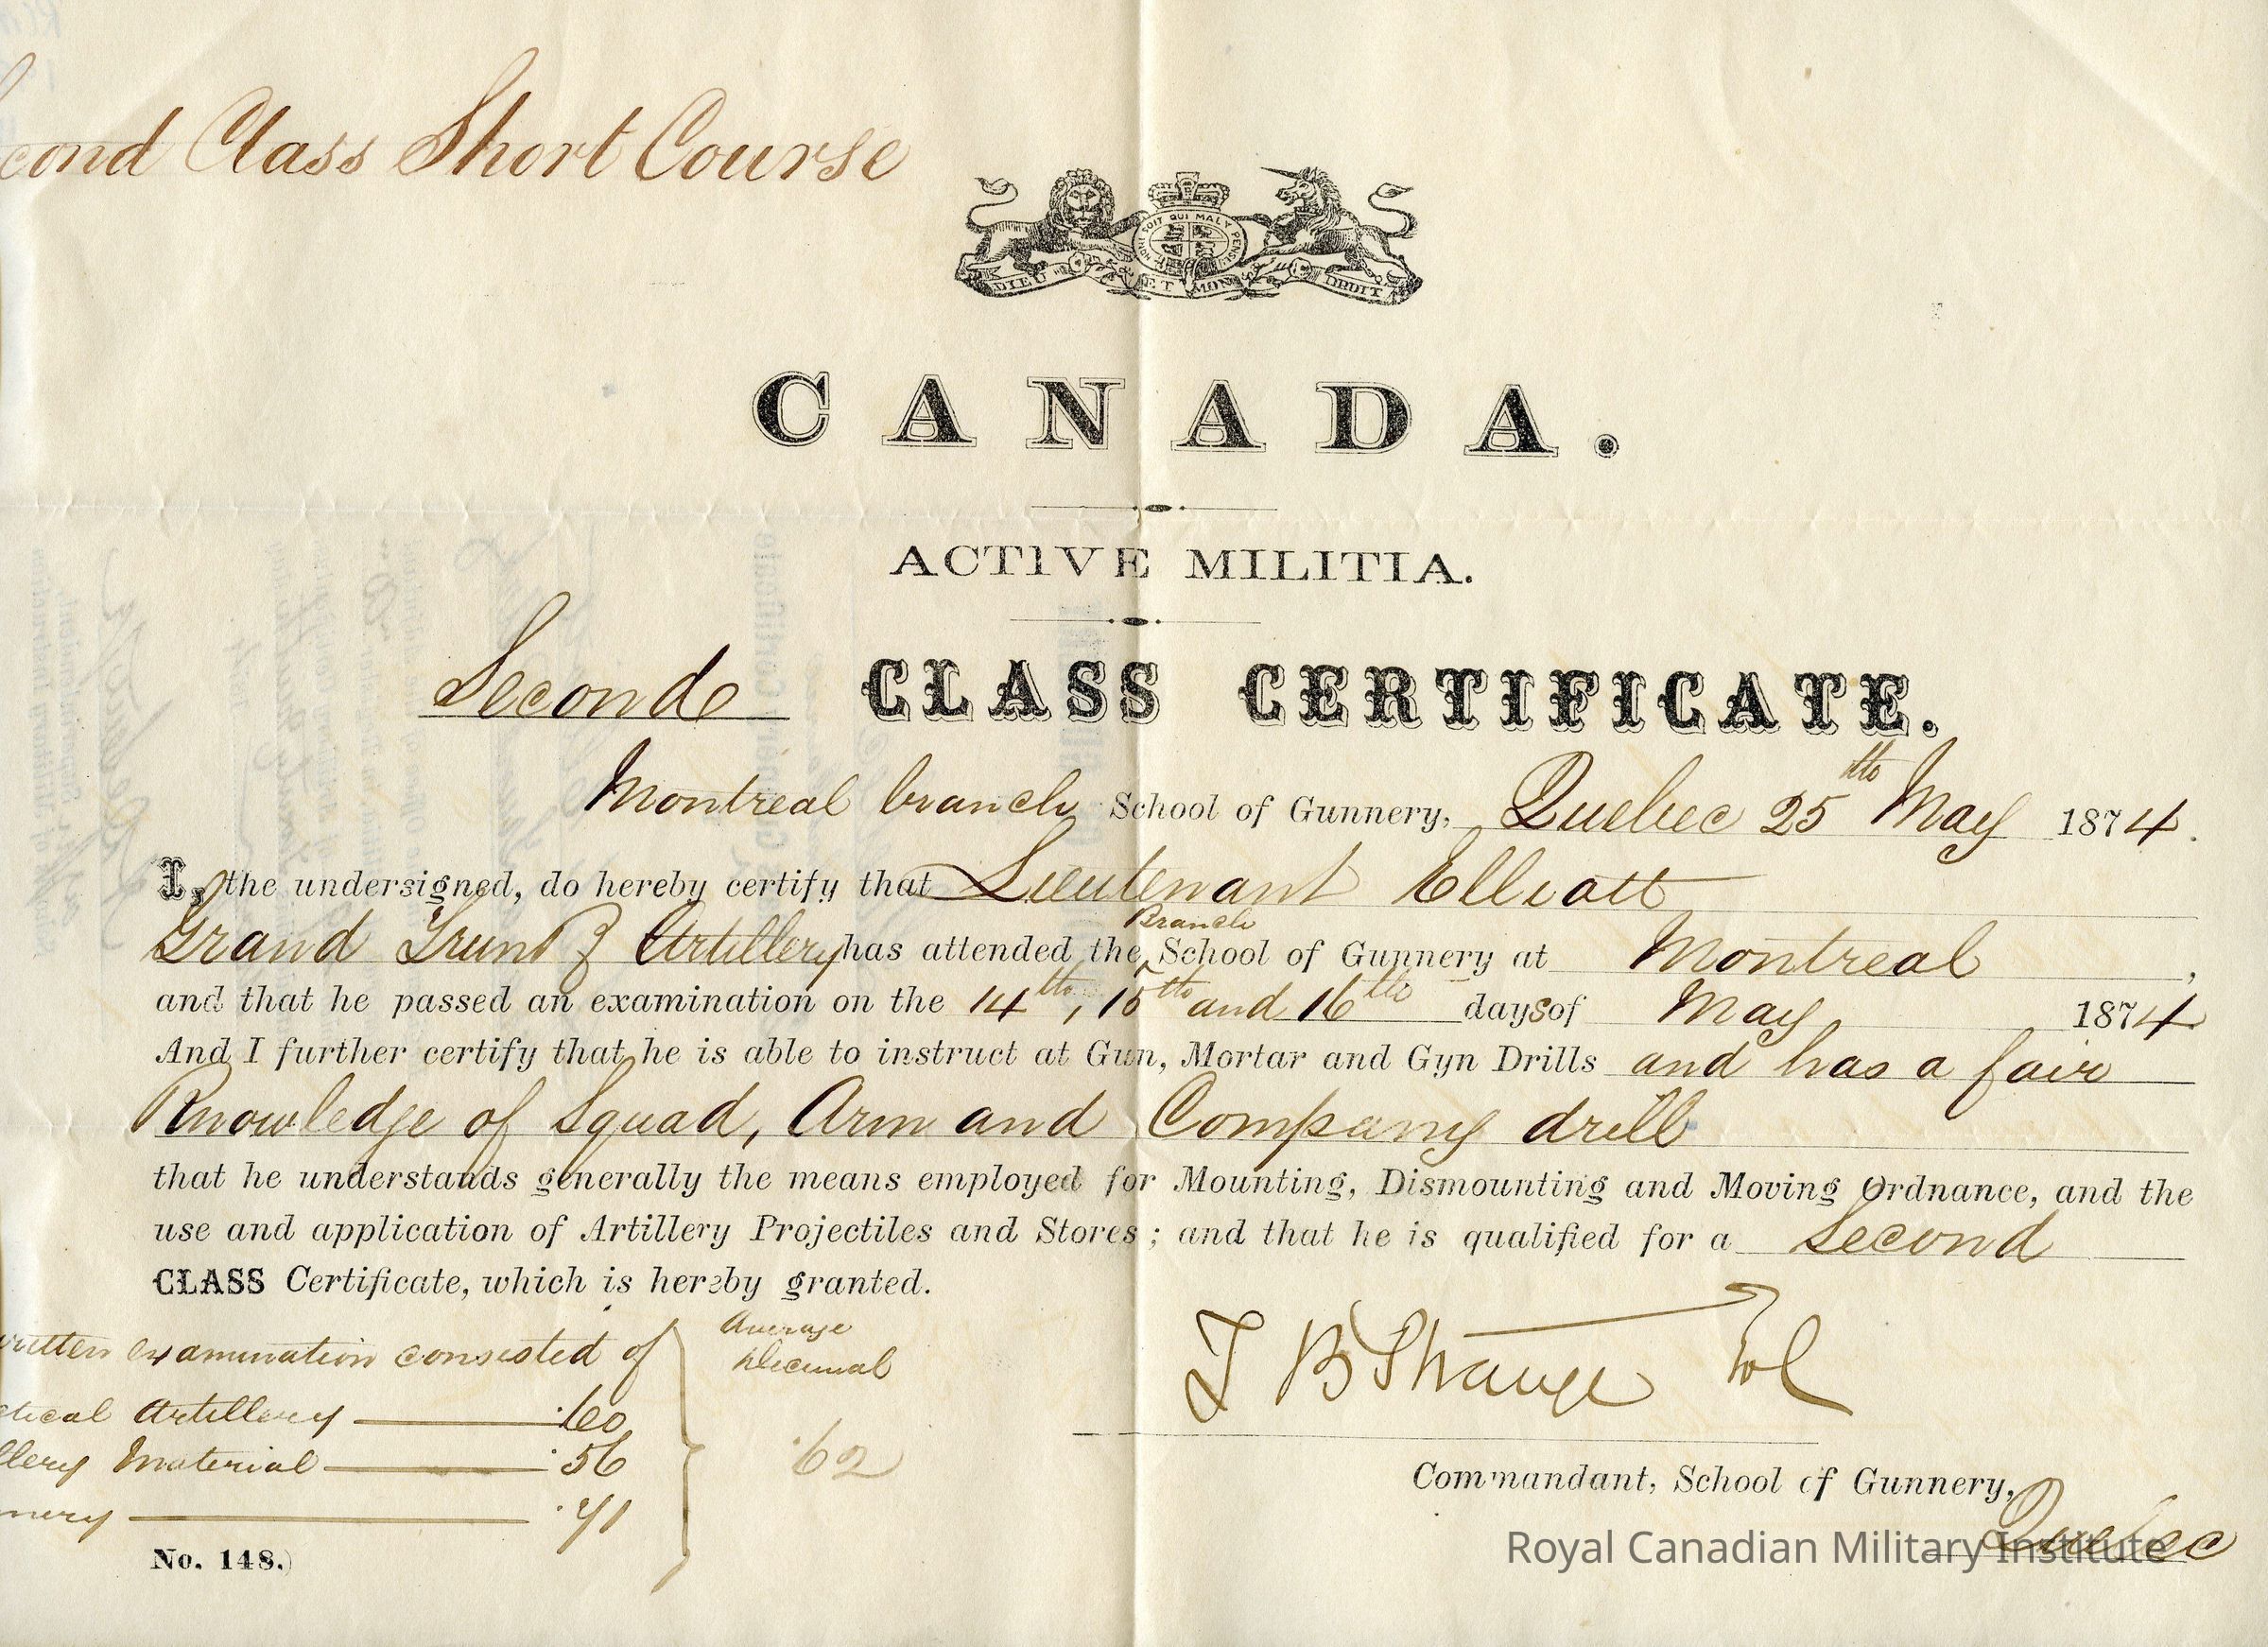 cond Class Short Course
HONI SOIT QUI MAL Y PENSE
DIEU ET MON DROIT
CANADA.
ACTIVE MILITIA.
Second CLASS CERTIFICATE.
Montreal branch School of Gunnery, Quebec 25th May 1874.
I, the undersigned, do hereby certify that Lieutenant Elliott
Branch
Grand Trunk Artillery has attended the School of Gunnery at Montreal,
and that he passed an examination on the 14th, 15th and 16th days of May 1874
And I further certify that he is able to instruct at Gun, Mortar and Gyn Drills and has a fair
Knowledge of Squad, Arm and Company drill
that he understands generally the means employed for Mounting, Dismounting and Moving Ordnance, and the
use and application of Artillery Projectiles and Stores; and that he is qualified for a Second
CLASS Certificate, which is hereby granted.
written examination consisted of
Average
Decimal
T B Strange Col
ctical Artillery .60
llery Material .56
.62
nnery .71
Commandant, School of Gunnery,
Quebec
No. 148.)
Royal Canadian Military Institute